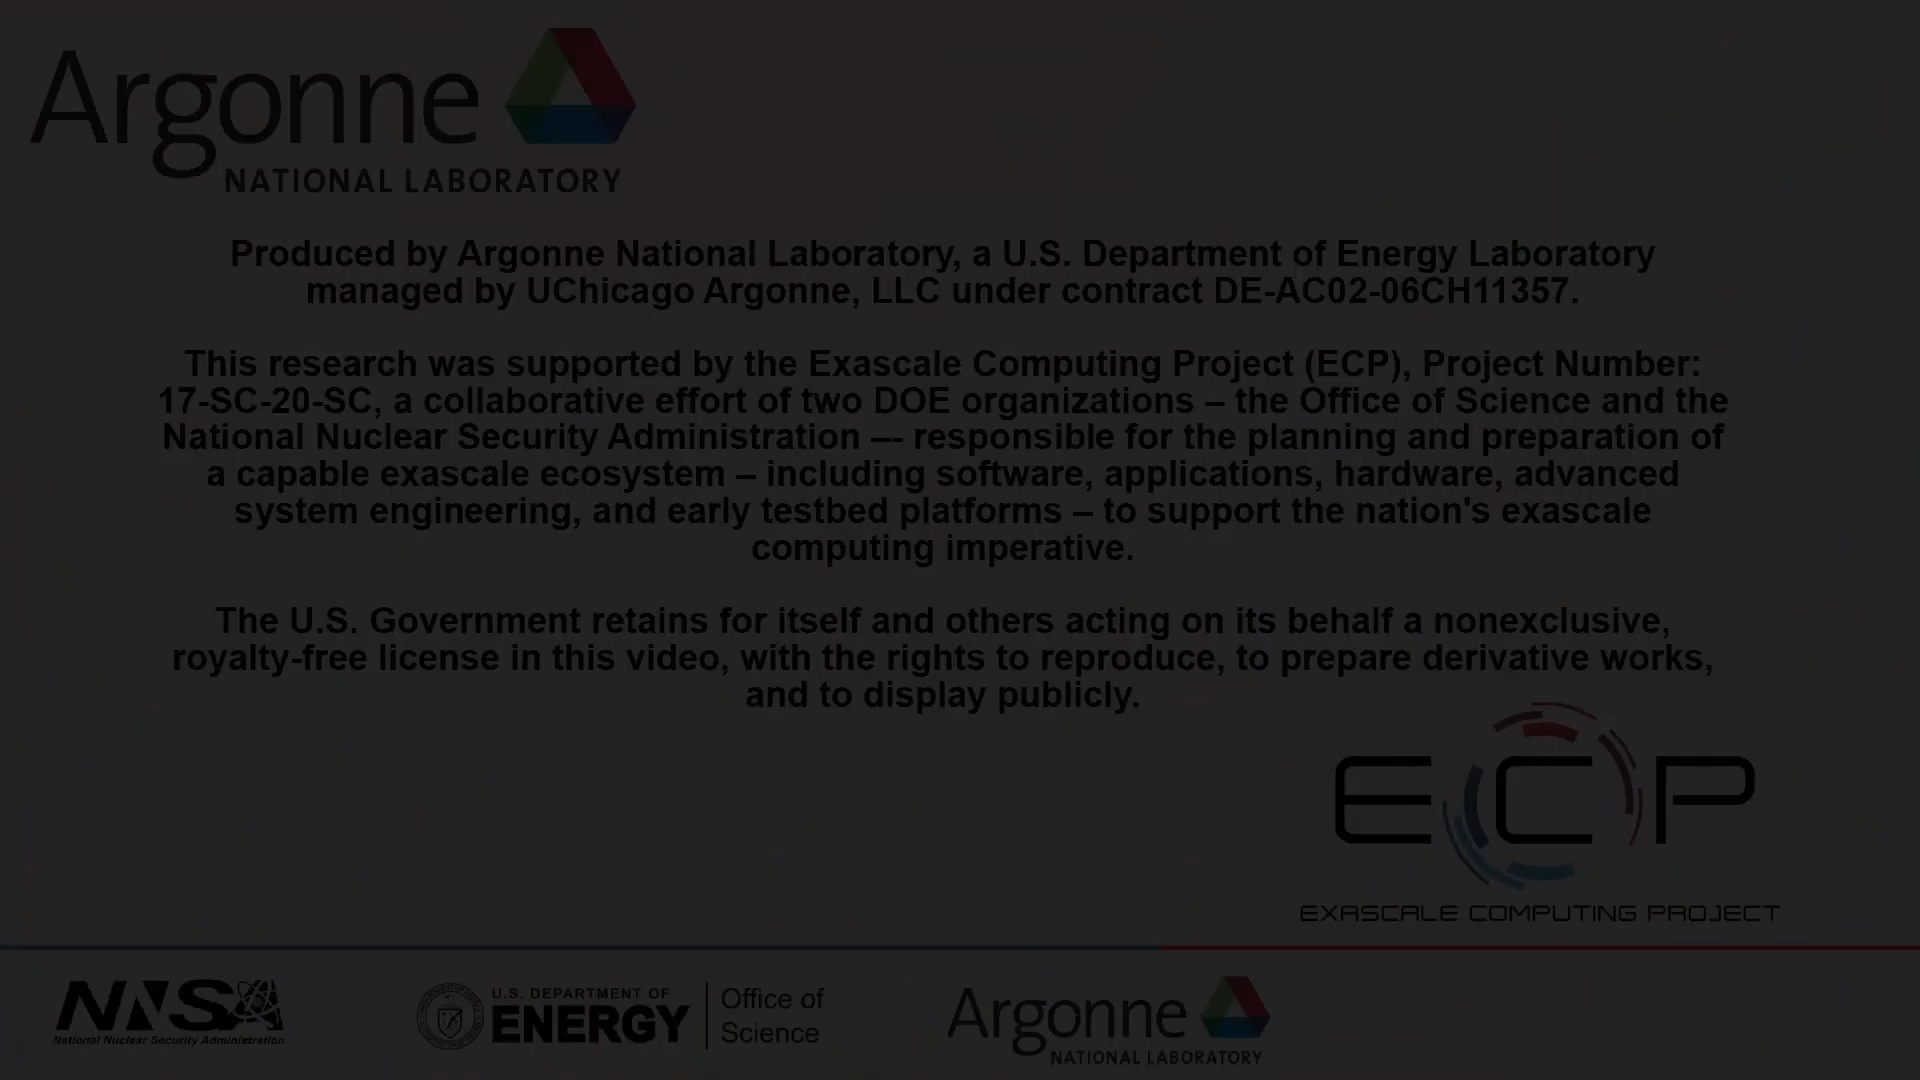 Argonne
NATIONAL LABORATORY
Produced by Argonne National Laboratory, a U.S. Department of Energy Laboratory
managed by UChicago Argonne, LLC under contract DE-AC02-06CH11357.
This research was supported by the Exascale Computing Project (ECP), Project Number:
17-SC-20-SC, a collaborative effort of two DOE organizations – the Office of Science and the
National Nuclear Security Administration –- responsible for the planning and preparation of
a capable exascale ecosystem – including software, applications, hardware, advanced
system engineering, and early testbed platforms – to support the nation's exascale
computing imperative.
The U.S. Government retains for itself and others acting on its behalf a nonexclusive,
royalty-free license in this video, with the rights to reproduce, to prepare derivative works,
and to display publicly.
ECP
EXASCALE COMPUTING PROJECT
NNSA
National Nuclear Security Administration
U.S. DEPARTMENT OF
ENERGY
Office of
Science
Argonne
NATIONAL LABORATORY